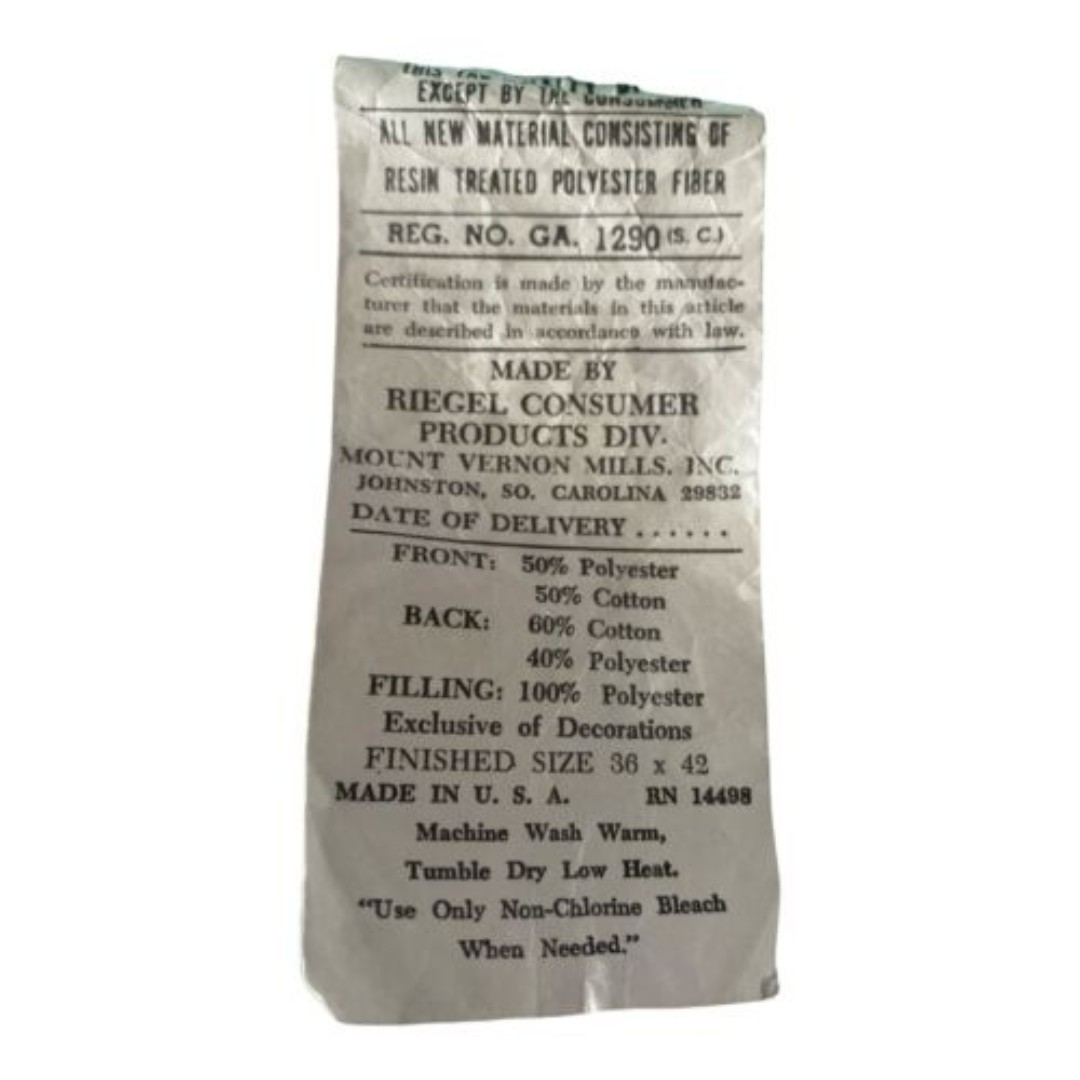 THIS
EXCEPT BY THE CONSUMER
ALL NEW MATERIAL CONSISTING OF
RESIN TREATED POLYESTER FIBER
REG. NO. GA. 1290 (S. C.)
Certification is made by the manufac-
turer that the materials in this article
are described in accordance with law.
MADE BY
RIEGEL CONSUMER
PRODUCTS DIV.
MOUNT VERNON MILLS. INC.
JOHNSTON, SO. CAROLINA 29832
DATE OF DELIVERY ......
FRONT: 50% Polyester
50% Cotton
BACK: 60% Cotton
40% Polyester
FILLING: 100% Polyester
Exclusive of Decorations
FINISHED SIZE 36 x 42
MADE IN U. S. A. RN 14498
Machine Wash Warm,
Tumble Dry Low Heat.
"Use Only Non-Chlorine Bleach
When Needed."